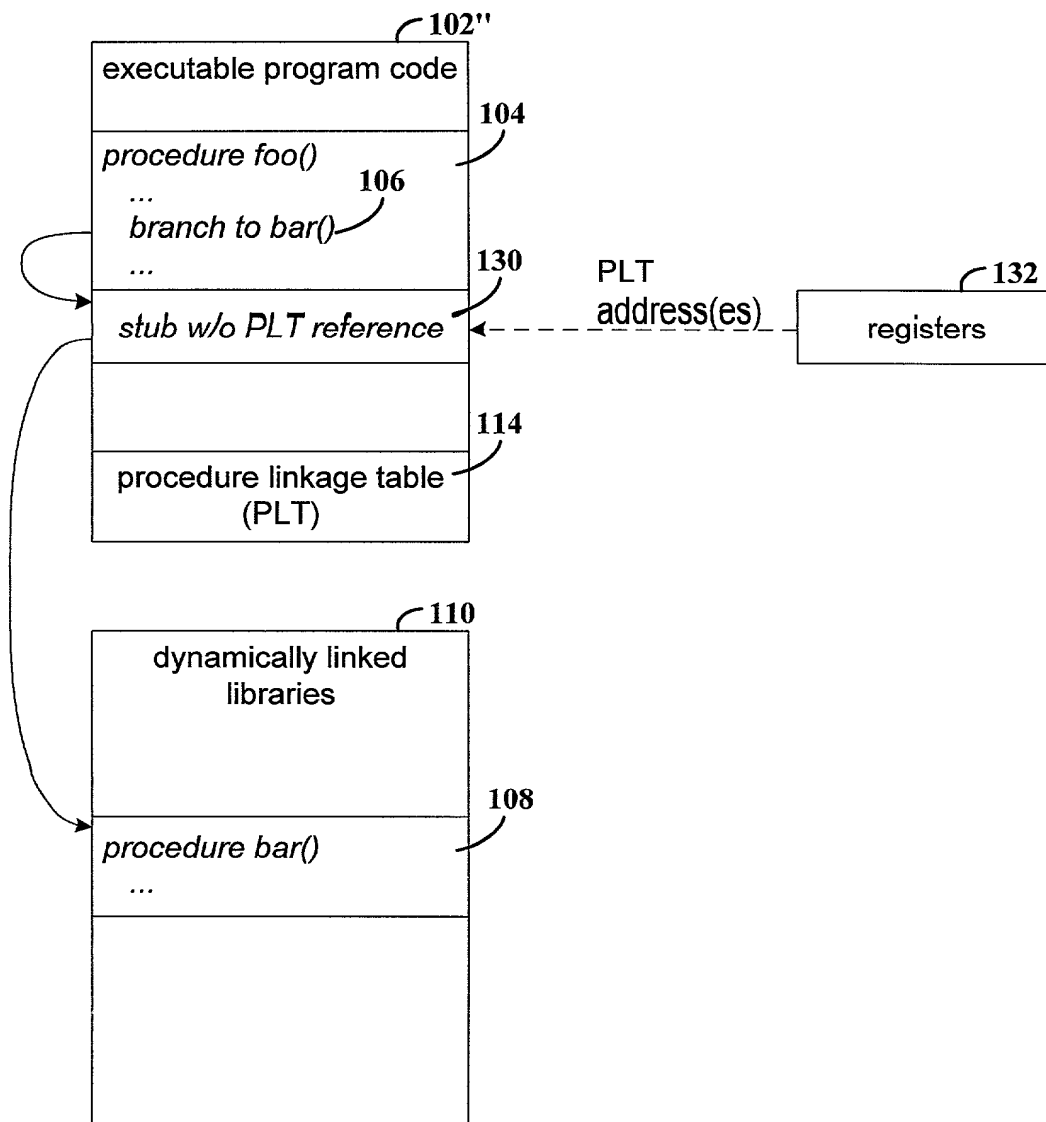 102"
executable program code
104
procedure foo()
...
106
branch to bar()
...
130
stub w/o PLT reference
PLT
address(es)
132
registers
114
procedure linkage table
(PLT)
110
dynamically linked
libraries
108
procedure bar()
...